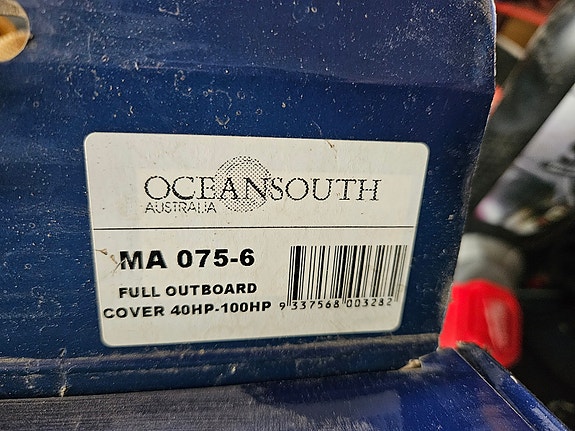 OCEANSOUTH
AUSTRALIA
MA 075-6
FULL OUTBOARD
COVER 40HP-100HP
9 337568 003282